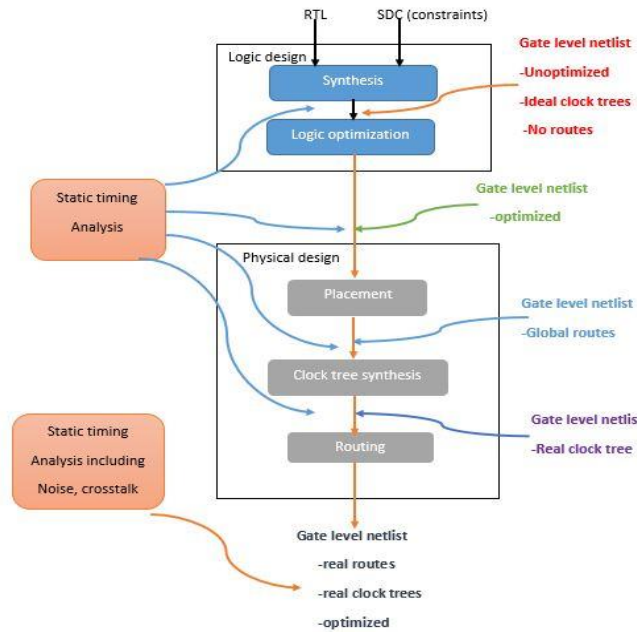 RTL
SDC (constraints)
Logic design
Synthesis
Logic optimization
Gate level netlist
-Unoptimized
-Ideal clock trees
-No routes
Static timing
Analysis
Gate level netlist
-optimized
Physical design
Placement
Gate level netlist
-Global routes
Clock tree synthesis
Gate level netlis
-Real clock tree
Routing
Static timing
Analysis including
Noise, crosstalk
Gate level netlist
-real routes
-real clock trees
-optimized